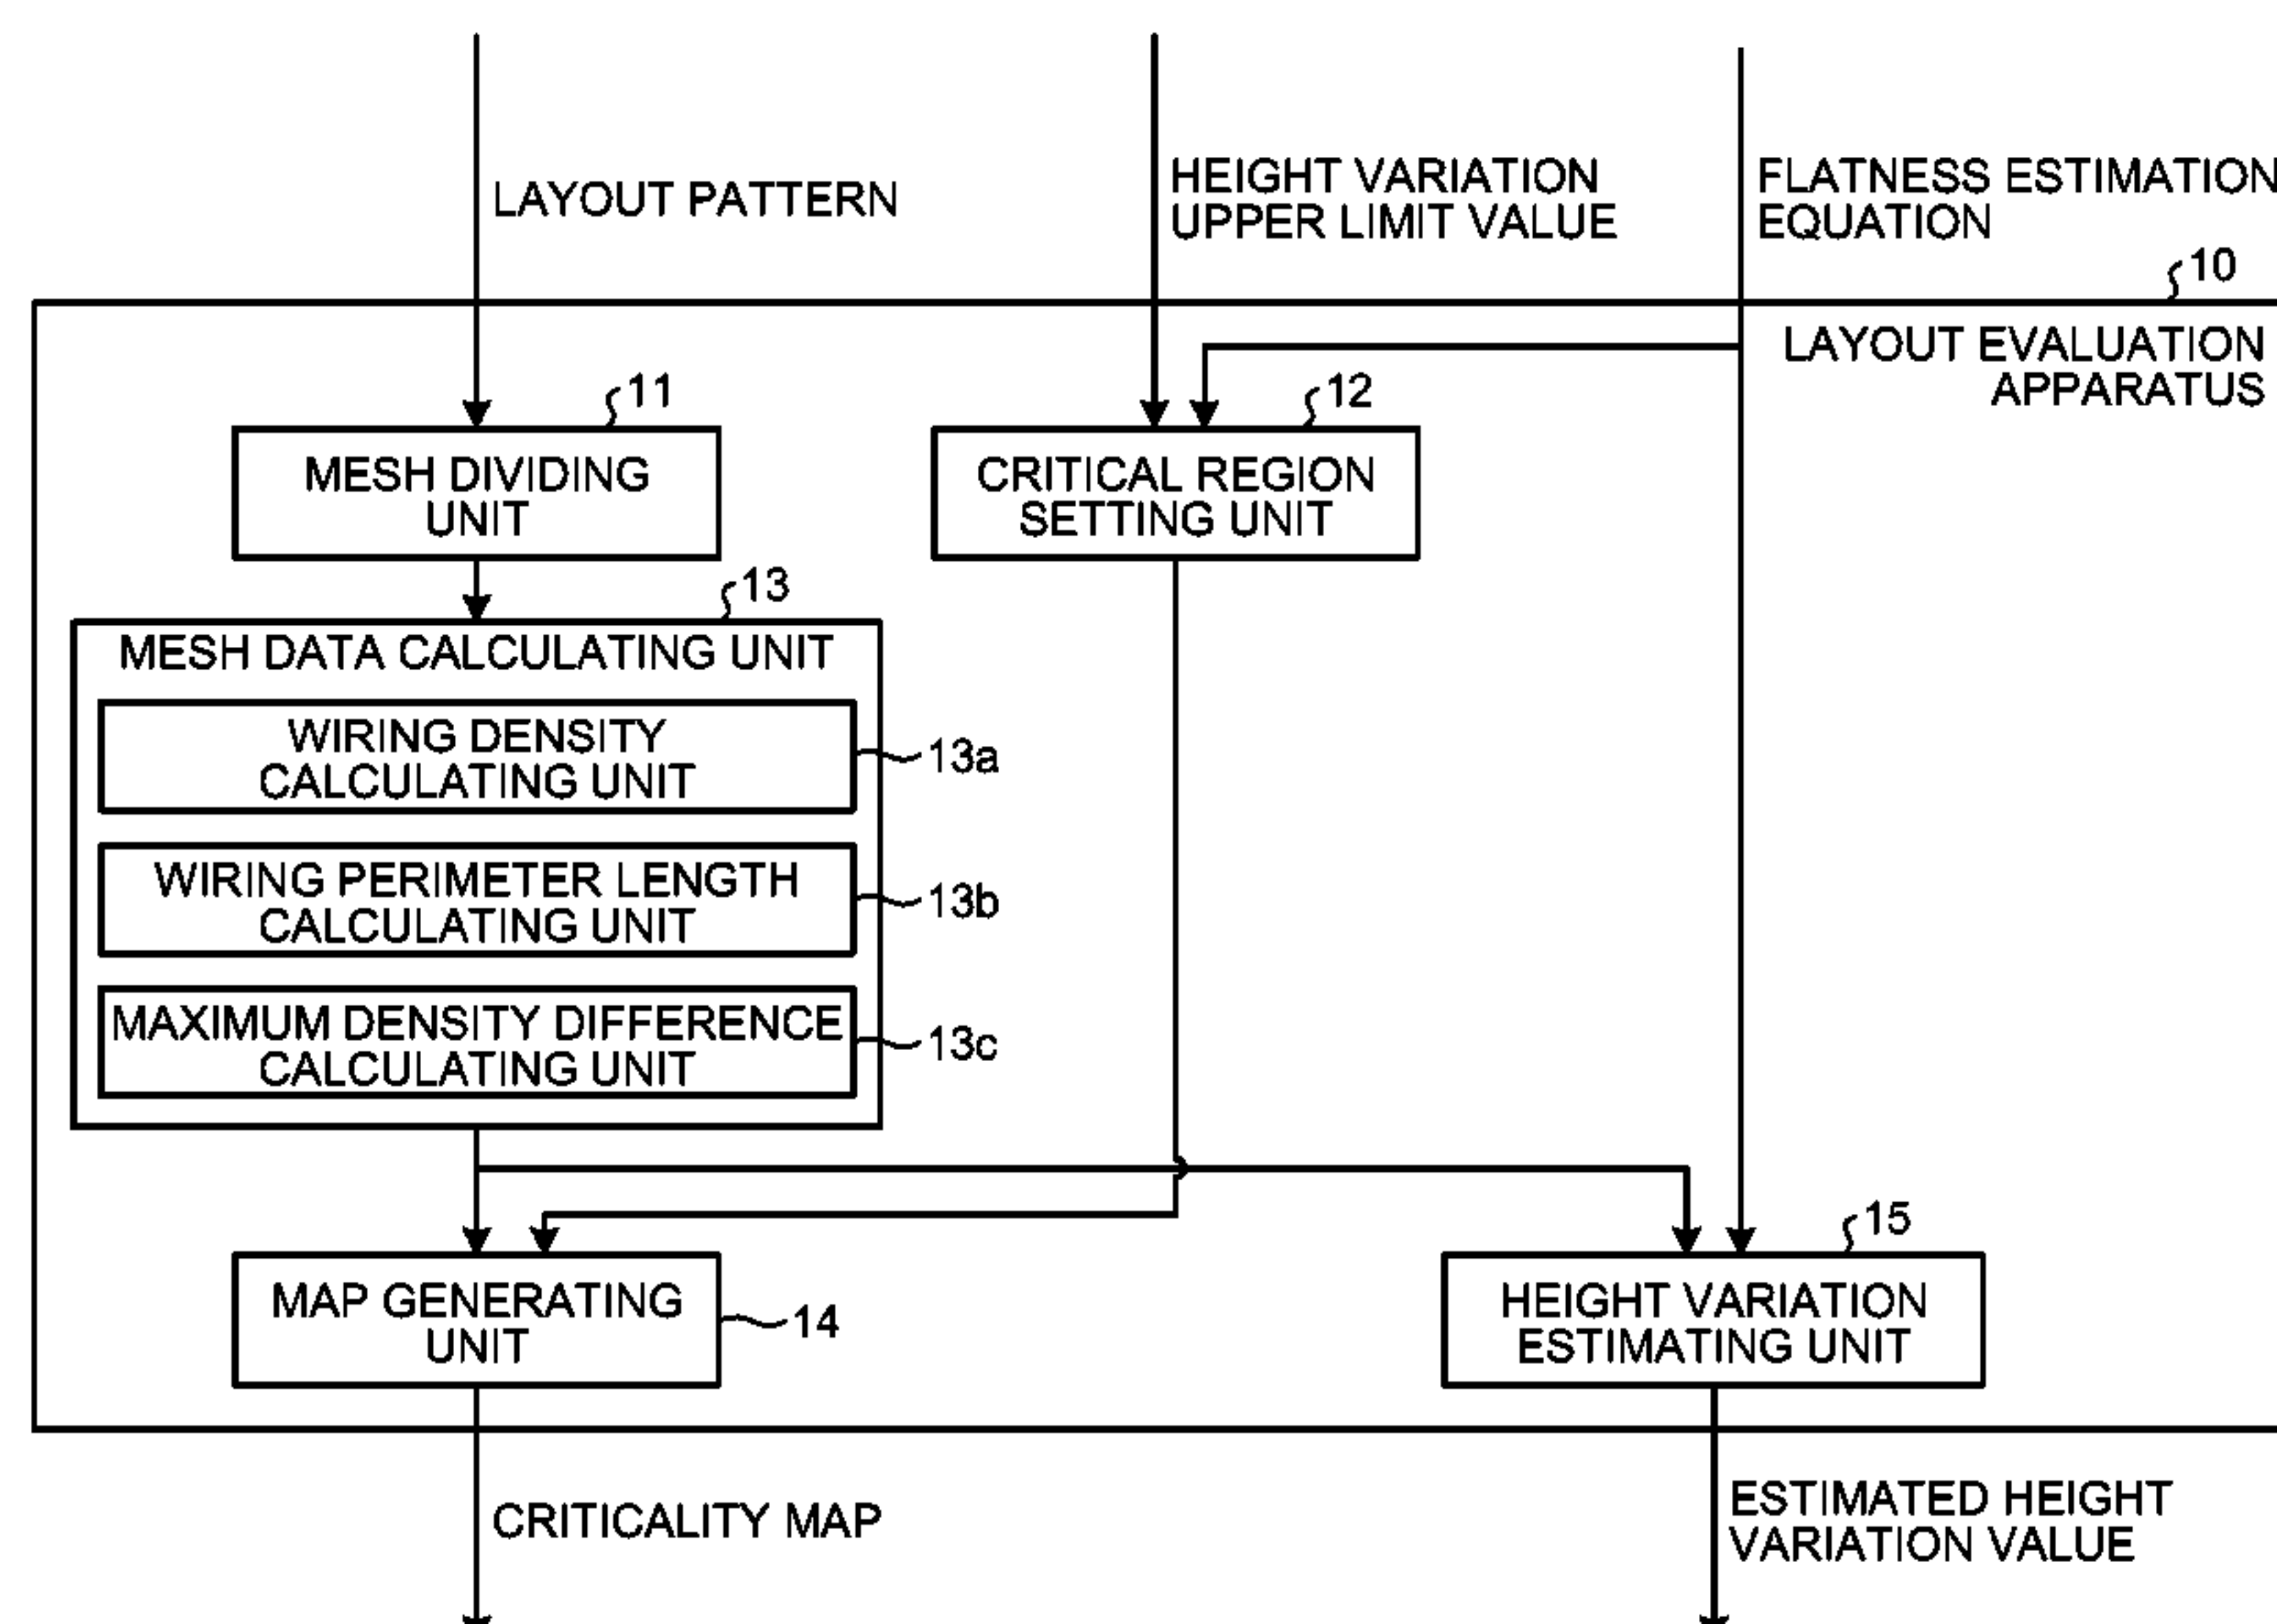 LAYOUT PATTERN
HEIGHT VARIATION
UPPER LIMIT VALUE
FLATNESS ESTIMATION
EQUATION
10
LAYOUT EVALUATION
APPARATUS
11
MESH DIVIDING
UNIT
12
CRITICAL REGION
SETTING UNIT
13
MESH DATA CALCULATING UNIT
WIRING DENSITY
CALCULATING UNIT
13a
WIRING PERIMETER LENGTH
CALCULATING UNIT
13b
MAXIMUM DENSITY DIFFERENCE
CALCULATING UNIT
13c
MAP GENERATING
UNIT
14
15
HEIGHT VARIATION
ESTIMATING UNIT
CRITICALITY MAP
ESTIMATED HEIGHT
VARIATION VALUE